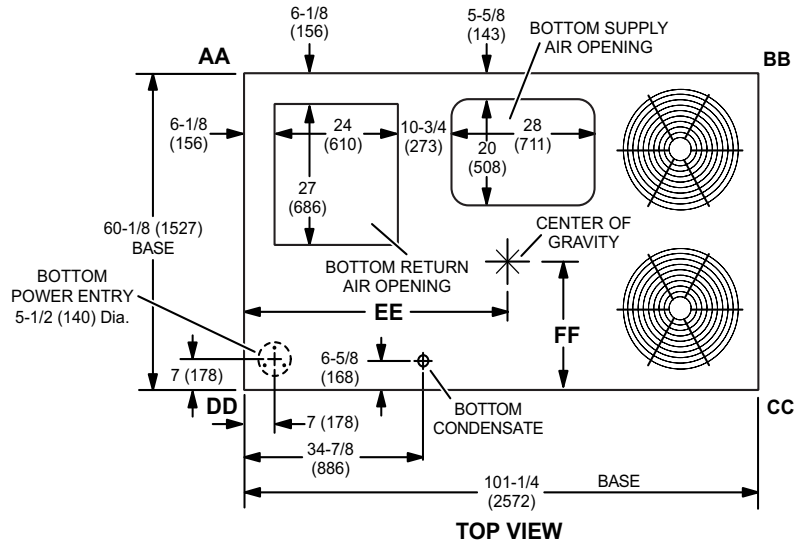 6-1/8
(156)
5-5/8
(143)
BOTTOM SUPPLY
AIR OPENING
AA
BB
6-1/8
(156)
24
(610)
10-3/4
(273)
28
(711)
20
(508)
27
(686)
60-1/8 (1527)
BASE
CENTER OF
GRAVITY
BOTTOM RETURN
AIR OPENING
BOTTOM
POWER ENTRY
5-1/2 (140) Dia.
EE
FF
6-5/8
(168)
7 (178)
DD
7 (178)
BOTTOM
CONDENSATE
CC
34-7/8
(886)
101-1/4
(2572)
BASE
TOP VIEW